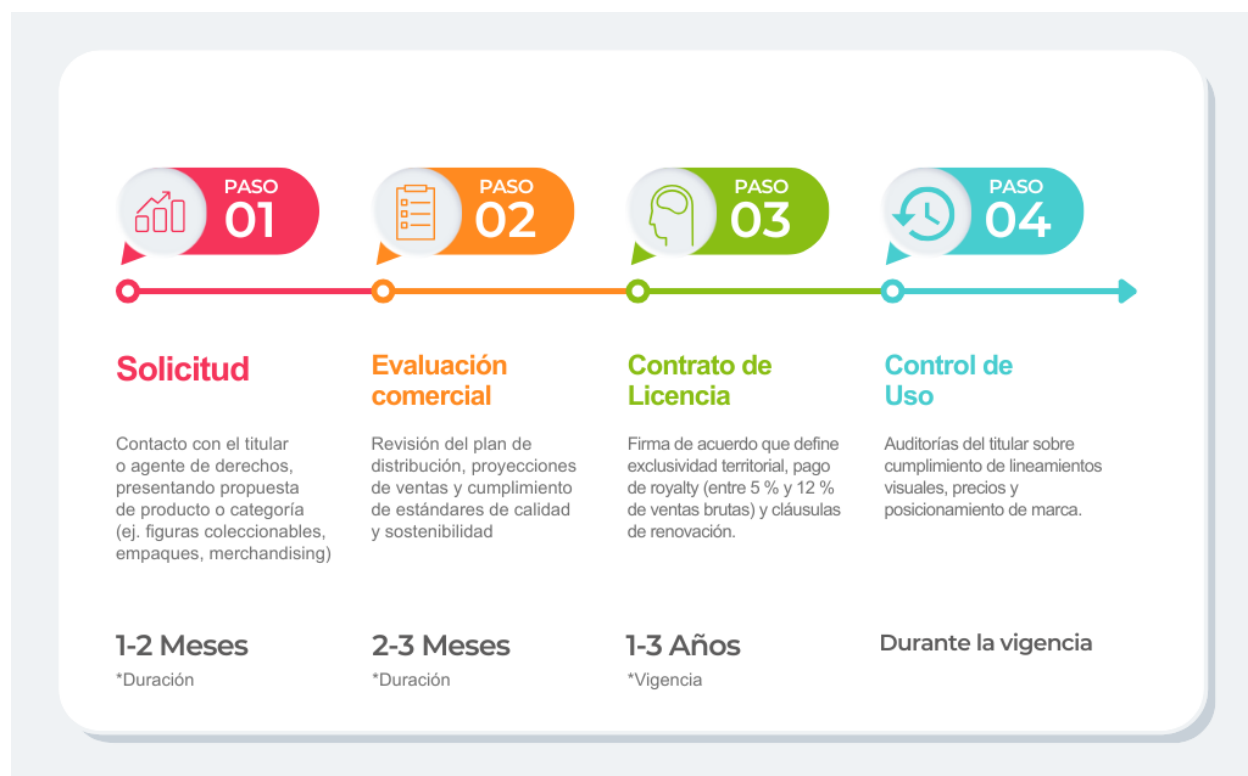 PASO
01
PASO
02
PASO
03
PASO
04
Solicitud
Contacto con el titular
o agente de derechos,
presentando propuesta
de producto o categoría
(ej. figuras coleccionables,
empaques, merchandising)
1-2 Meses
*Duración
Evaluación
comercial
Revisión del plan de
distribución, proyecciones
de ventas y cumplimiento
de estándares de calidad
y sostenibilidad
2-3 Meses
*Duración
Contrato de
Licencia
Firma de acuerdo que define
exclusividad territorial, pago
de royalty (entre 5 % y 12 %
de ventas brutas) y cláusulas
de renovación.
1-3 Años
*Vigencia
Control de
Uso
Auditorías del titular sobre
cumplimiento de lineamientos
visuales, precios y
posicionamiento de marca.
Durante la vigencia